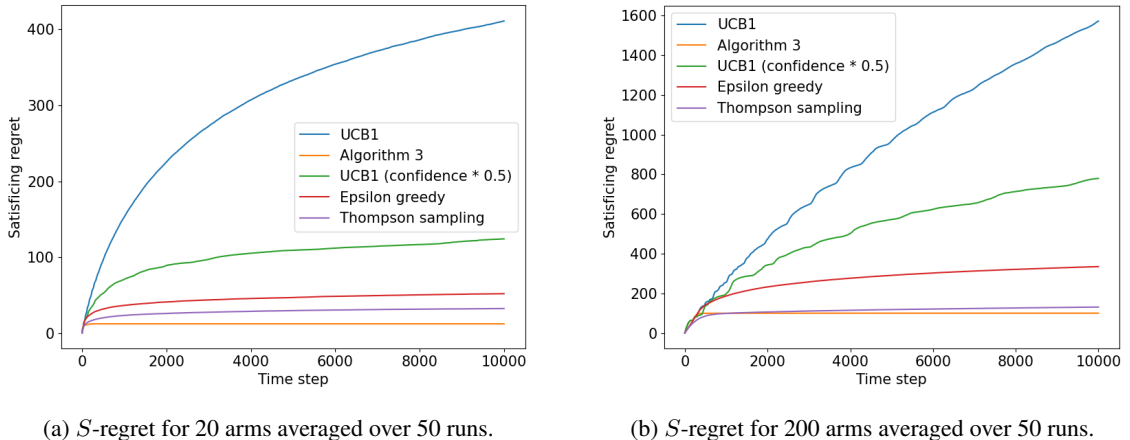 400
300
200
100
0
Satisficing regret
UCB1
Algorithm 3
UCB1 (confidence * 0.5)
Epsilon greedy
Thompson sampling
0 2000 4000 6000 8000 10000
Time step
(a) S-regret for 20 arms averaged over 50 runs.
1600
1400
1200
1000
800
600
400
200
0
Satisficing regret
UCB1
Algorithm 3
UCB1 (confidence * 0.5)
Epsilon greedy
Thompson sampling
0 2000 4000 6000 8000 10000
Time step
(b) S-regret for 200 arms averaged over 50 runs.